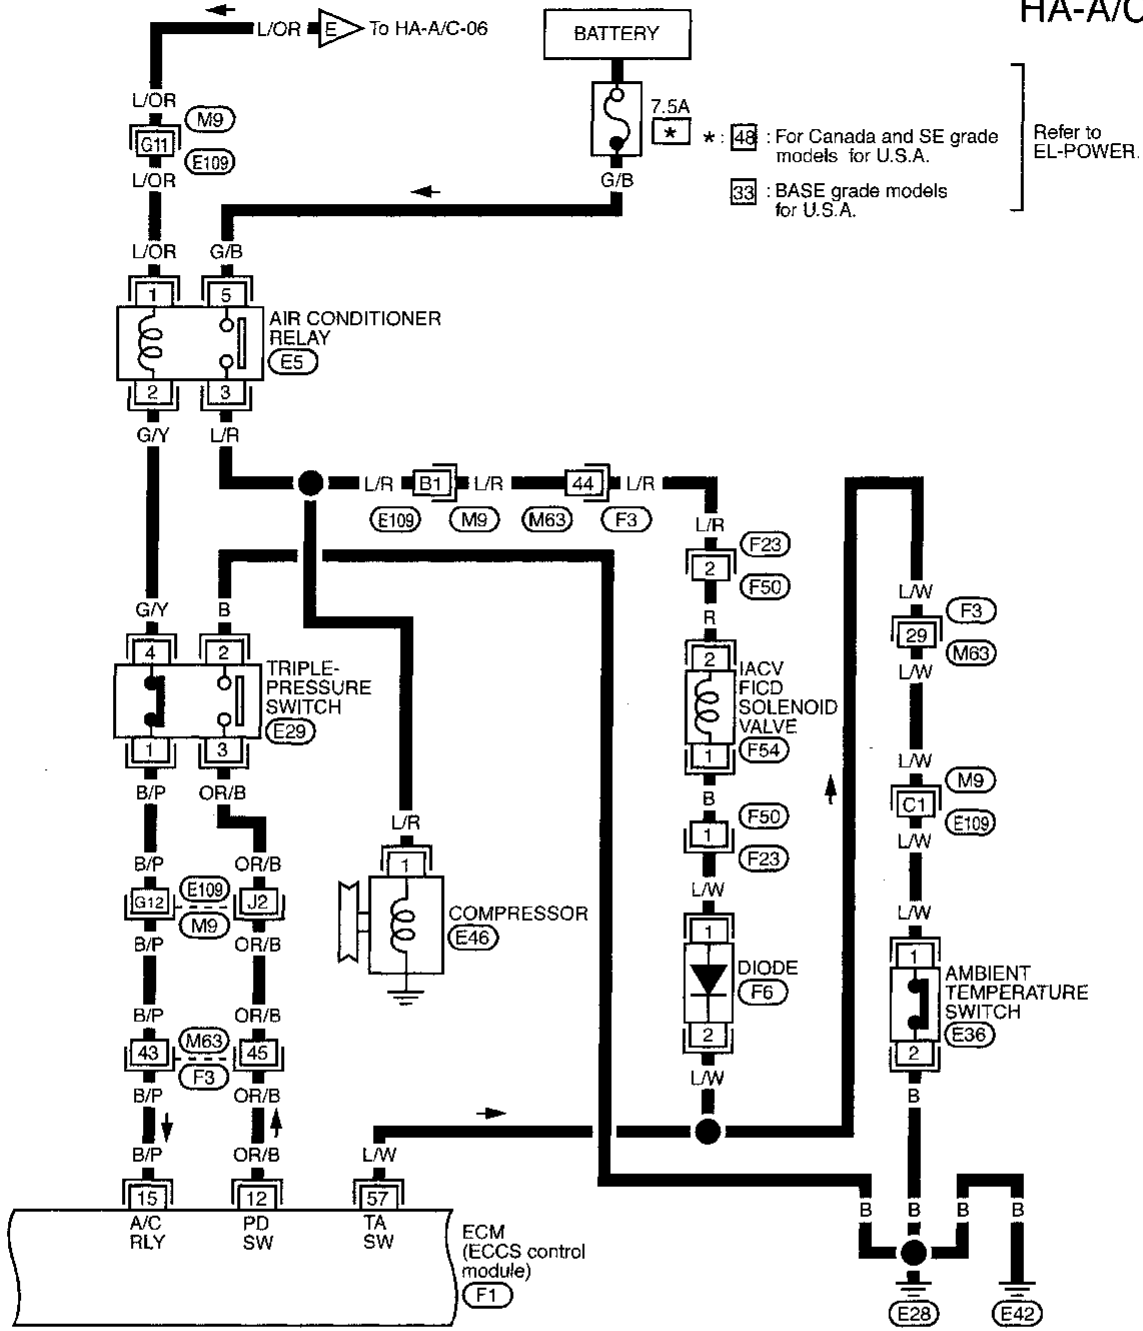 HA-A/C
L/OR
E
To HA-A/C-06
BATTERY
L/OR
M9
G11
E109
L/OR
7.5A
*
* : 48 : For Canada and SE grade
models for U.S.A.
33 : BASE grade models
for U.S.A.
Refer to
EL-POWER.
G/B
L/OR
G/B
1
5
AIR CONDITIONER
RELAY
E5
2
3
G/Y
L/R
L/R
B1
L/R
44
L/R
E109
M9
M63
F3
L/R
F23
2
F50
R
G/Y
B
4
2
TRIPLE-
PRESSURE
SWITCH
E29
1
3
B/P
OR/B
2
IACV
FICD
SOLENOID
VALVE
F54
1
B
F50
1
F23
L/W
L/W
F3
29
M63
L/W
L/W
M9
C1
E109
L/W
L/W
L/R
1
COMPRESSOR
E46
B/P
OR/B
G12
E109
M9
J2
B/P
OR/B
B/P
OR/B
43
M63
F3
45
B/P
OR/B
B/P
OR/B
L/W
1
DIODE
F6
2
L/W
1
AMBIENT
TEMPERATURE
SWITCH
E36
2
B
15
12
57
A/C
RLY
PD
SW
TA
SW
ECM
(ECCS control
module)
F1
B
B
B
B
E28
E42